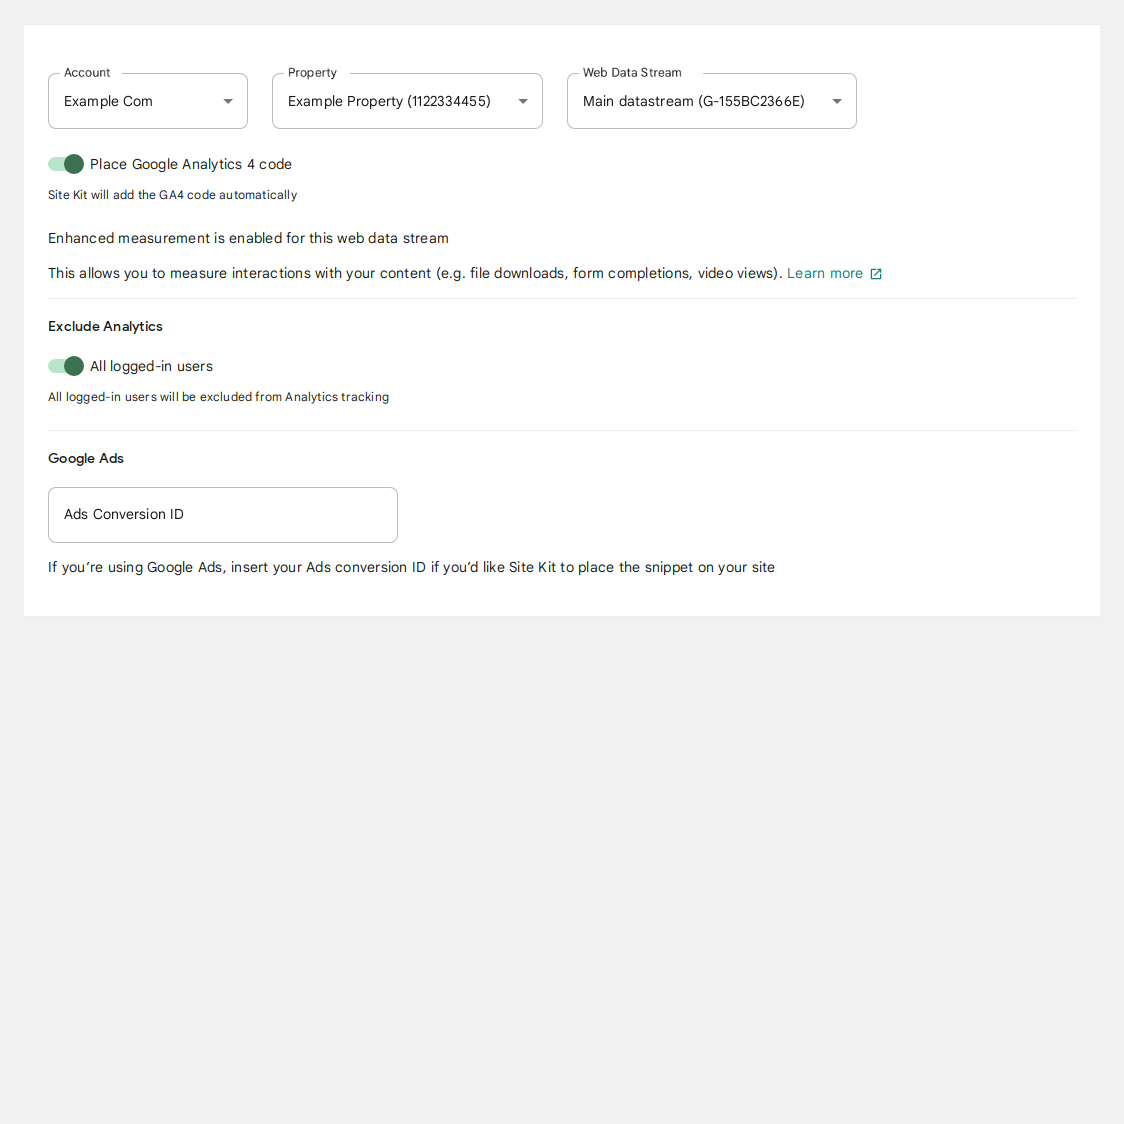 Account
Example Com
Property
Example Property (1122334455)
Web Data Stream
Main datastream (G-155BC2366E)
Place Google Analytics 4 code
Site Kit will add the GA4 code automatically
Enhanced measurement is enabled for this web data stream
This allows you to measure interactions with your content (e.g. file downloads, form completions, video views). Learn more
Exclude Analytics
All logged-in users
All logged-in users will be excluded from Analytics tracking
Google Ads
Ads Conversion ID
If you’re using Google Ads, insert your Ads conversion ID if you’d like Site Kit to place the snippet on your site